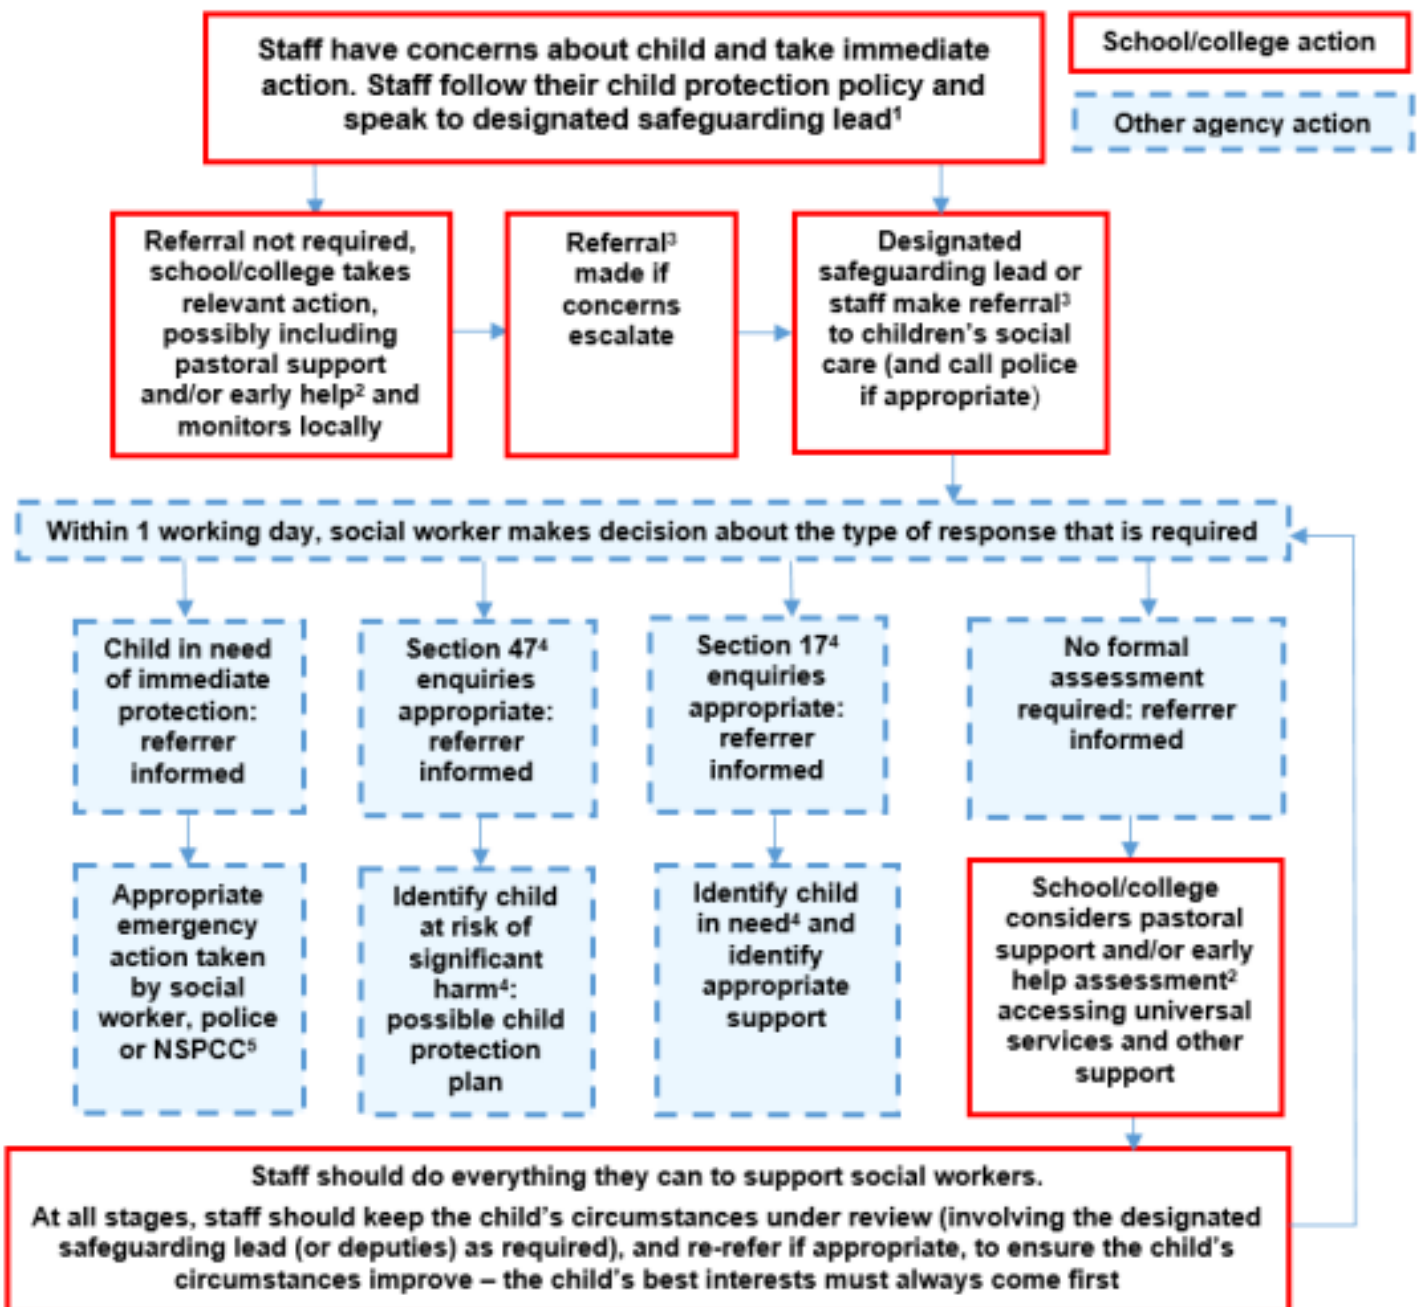 Staff have concerns about child and take immediate
action. Staff follow their child protection policy and
speak to designated safeguarding lead¹
School/college action
Other agency action
Referral not required,
school/college takes
relevant action,
possibly including
pastoral support
and/or early help² and
monitors locally
Referral³
made if
concerns
escalate
Designated
safeguarding lead or
staff make referral³
to children's social
care (and call police
if appropriate)
Within 1 working day, social worker makes decision about the type of response that is required
Child in need
of immediate
protection:
referrer
informed
Section 47⁴
enquiries
appropriate:
referrer
informed
Section 17⁴
enquiries
appropriate:
referrer
informed
No formal
assessment
required: referrer
informed
Appropriate
emergency
action taken
by social
worker, police
or NSPCC⁵
Identify child
at risk of
significant
harm⁴:
possible child
protection
plan
Identify child
in need⁴ and
identify
appropriate
support
School/college
considers pastoral
support and/or early
help assessment²
accessing universal
services and other
support
Staff should do everything they can to support social workers.
At all stages, staff should keep the child's circumstances under review (involving the designated
safeguarding lead (or deputies) as required), and re-refer if appropriate, to ensure the child's
circumstances improve – the child's best interests must always come first